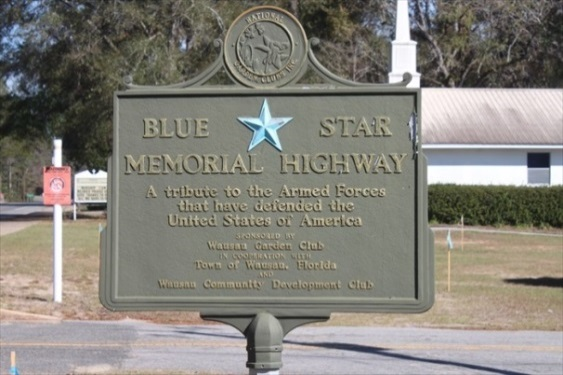 NATIONAL
BLUE STAR
MEMORIAL HIGHWAY
A tribute to the Armed Forces
that have defended the
United States of America
SPONSORED BY
Wausau Garden Club
IN COOPERATION WITH
Town of Wausau, Florida
AND
Wausau Community Development Club